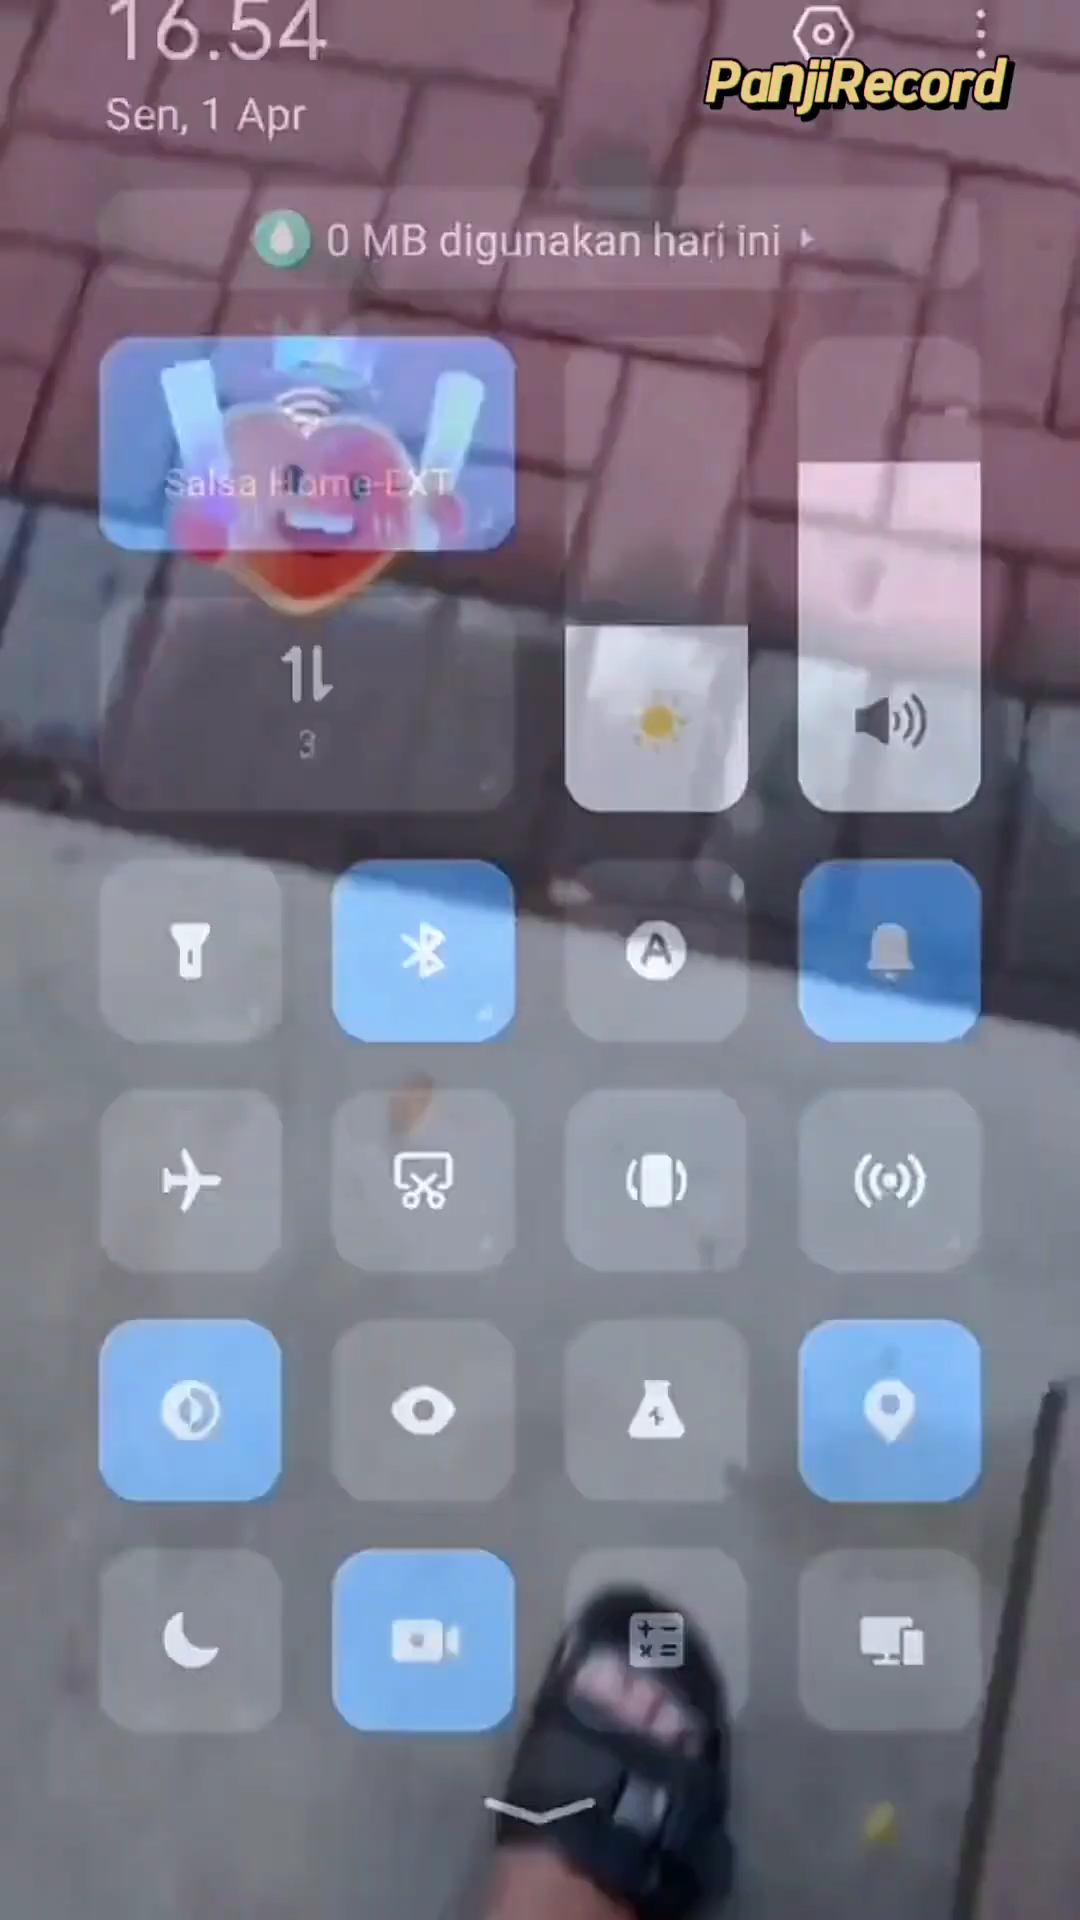 16.54
PanjiRecord
Sen, 1 Apr
0 MB digunakan hari ini
Salsa Home-EXT
3
A